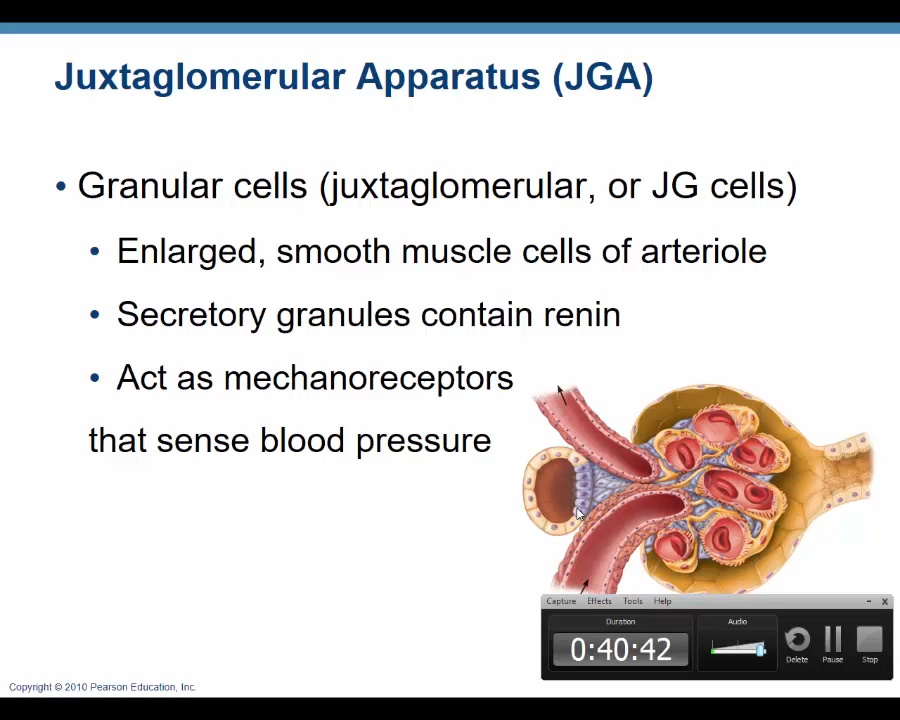 Juxtaglomerular Apparatus (JGA)
• Granular cells (juxtaglomerular, or JG cells)
• Enlarged, smooth muscle cells of arteriole
• Secretory granules contain renin
• Act as mechanoreceptors
that sense blood pressure
Capture Effects Tools Help
Duration Audio
0:40:42
Delete Pause Stop
Copyright © 2010 Pearson Education, Inc.